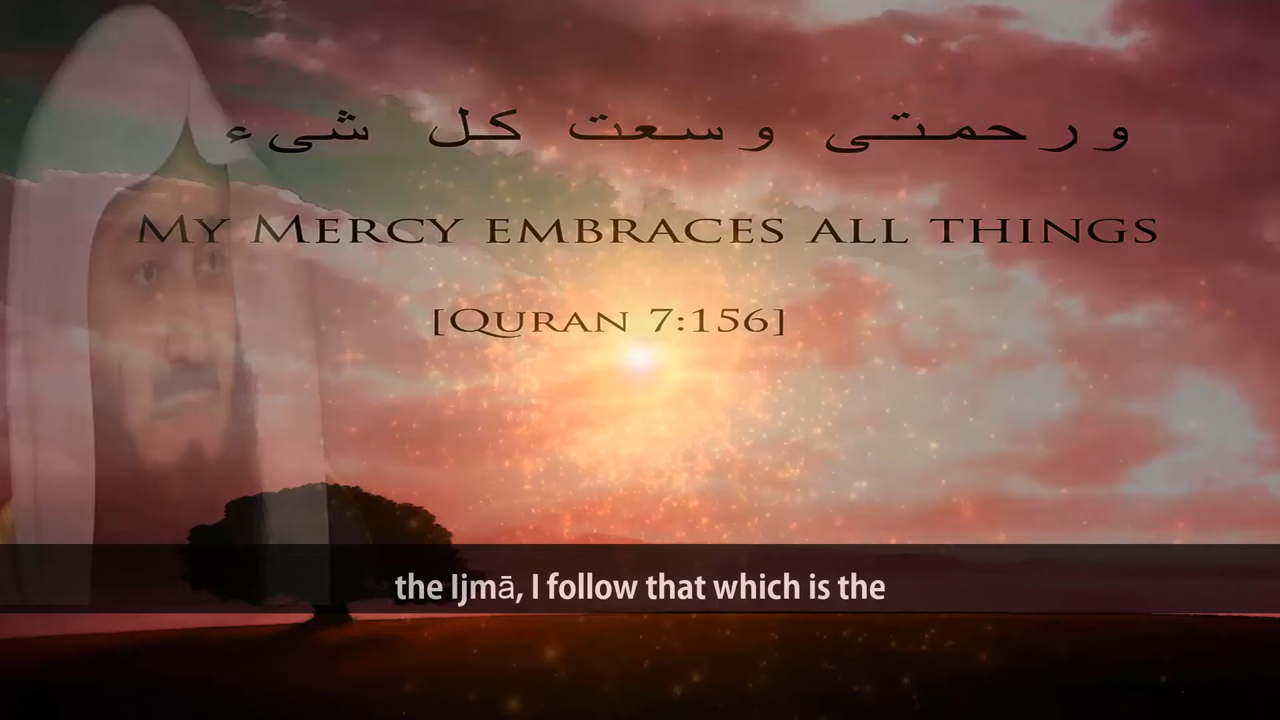 ورحمتى وسعت كل شىء
My Mercy embraces all things
[Quran 7:156]
the Ijmā, I follow that which is the